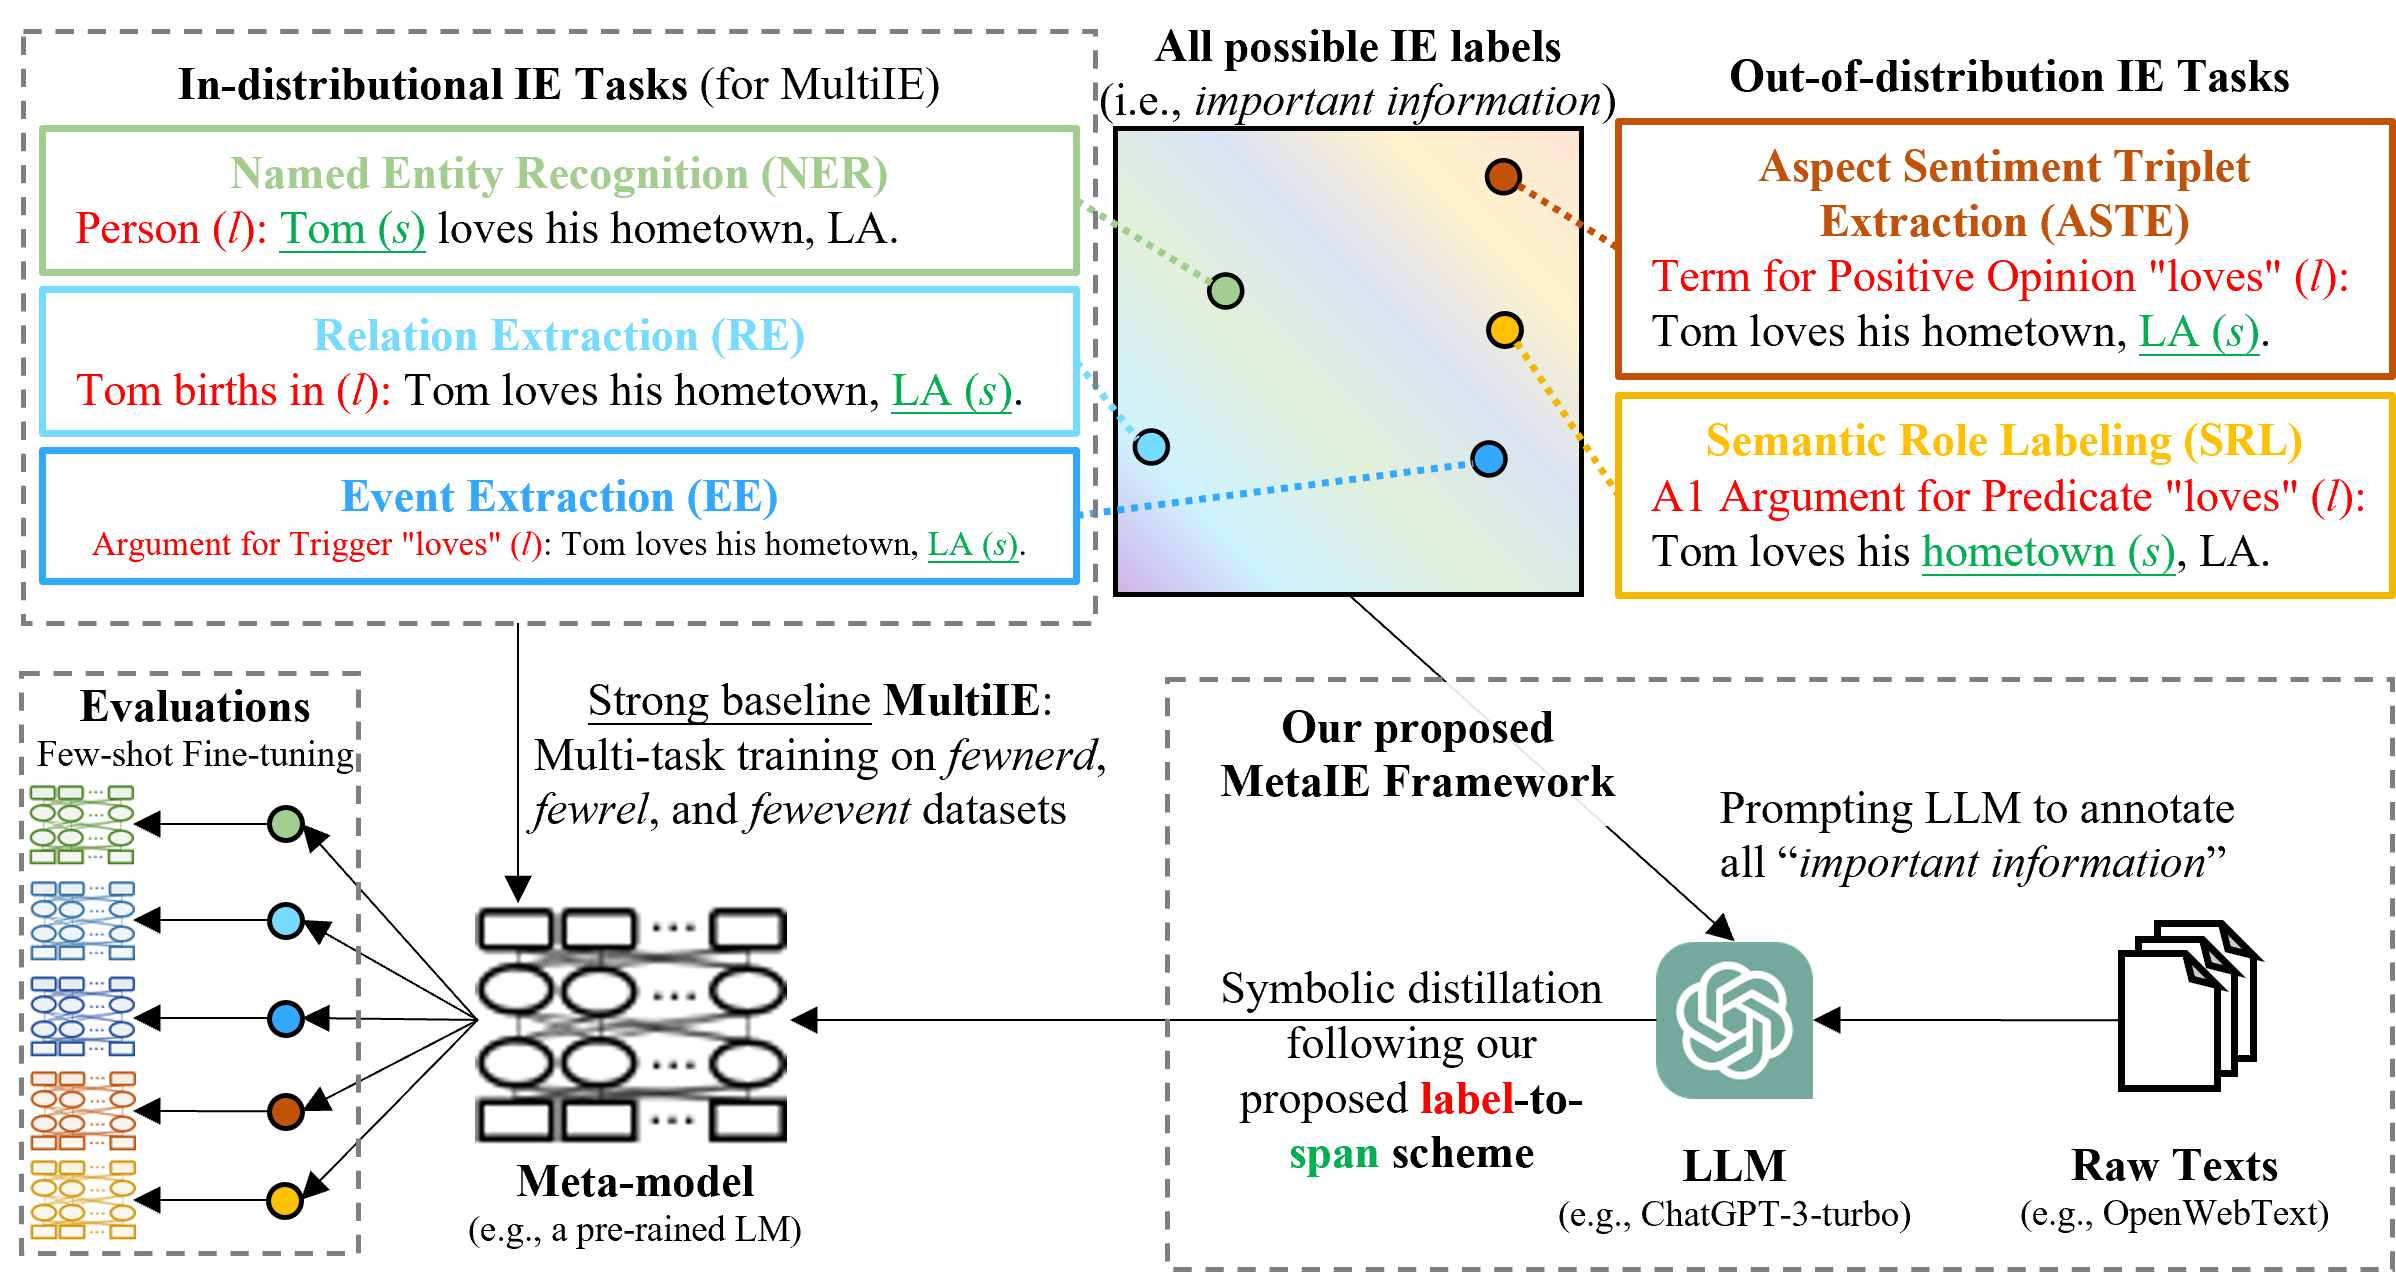 In-distributional IE Tasks (for MultiIE)
Named Entity Recognition (NER)
Person (l): Tom (s) loves his hometown, LA.
Relation Extraction (RE)
Tom births in (l): Tom loves his hometown, LA (s).
Event Extraction (EE)
Argument for Trigger "loves" (l): Tom loves his hometown, LA (s).
All possible IE labels
(i.e., important information)
Out-of-distribution IE Tasks
Aspect Sentiment Triplet
Extraction (ASTE)
Term for Positive Opinion "loves" (l):
Tom loves his hometown, LA (s).
Semantic Role Labeling (SRL)
A1 Argument for Predicate "loves" (l):
Tom loves his hometown (s), LA.
Evaluations
Few-shot Fine-tuning
Strong baseline MultiIE:
Multi-task training on fewnerd,
fewrel, and fewevent datasets
Meta-model
(e.g., a pre-rained LM)
Our proposed
MetaIE Framework
Prompting LLM to annotate
all “important information”
Symbolic distillation
following our
proposed label-to-
span scheme
LLM
(e.g., ChatGPT-3-turbo)
Raw Texts
(e.g., OpenWebText)